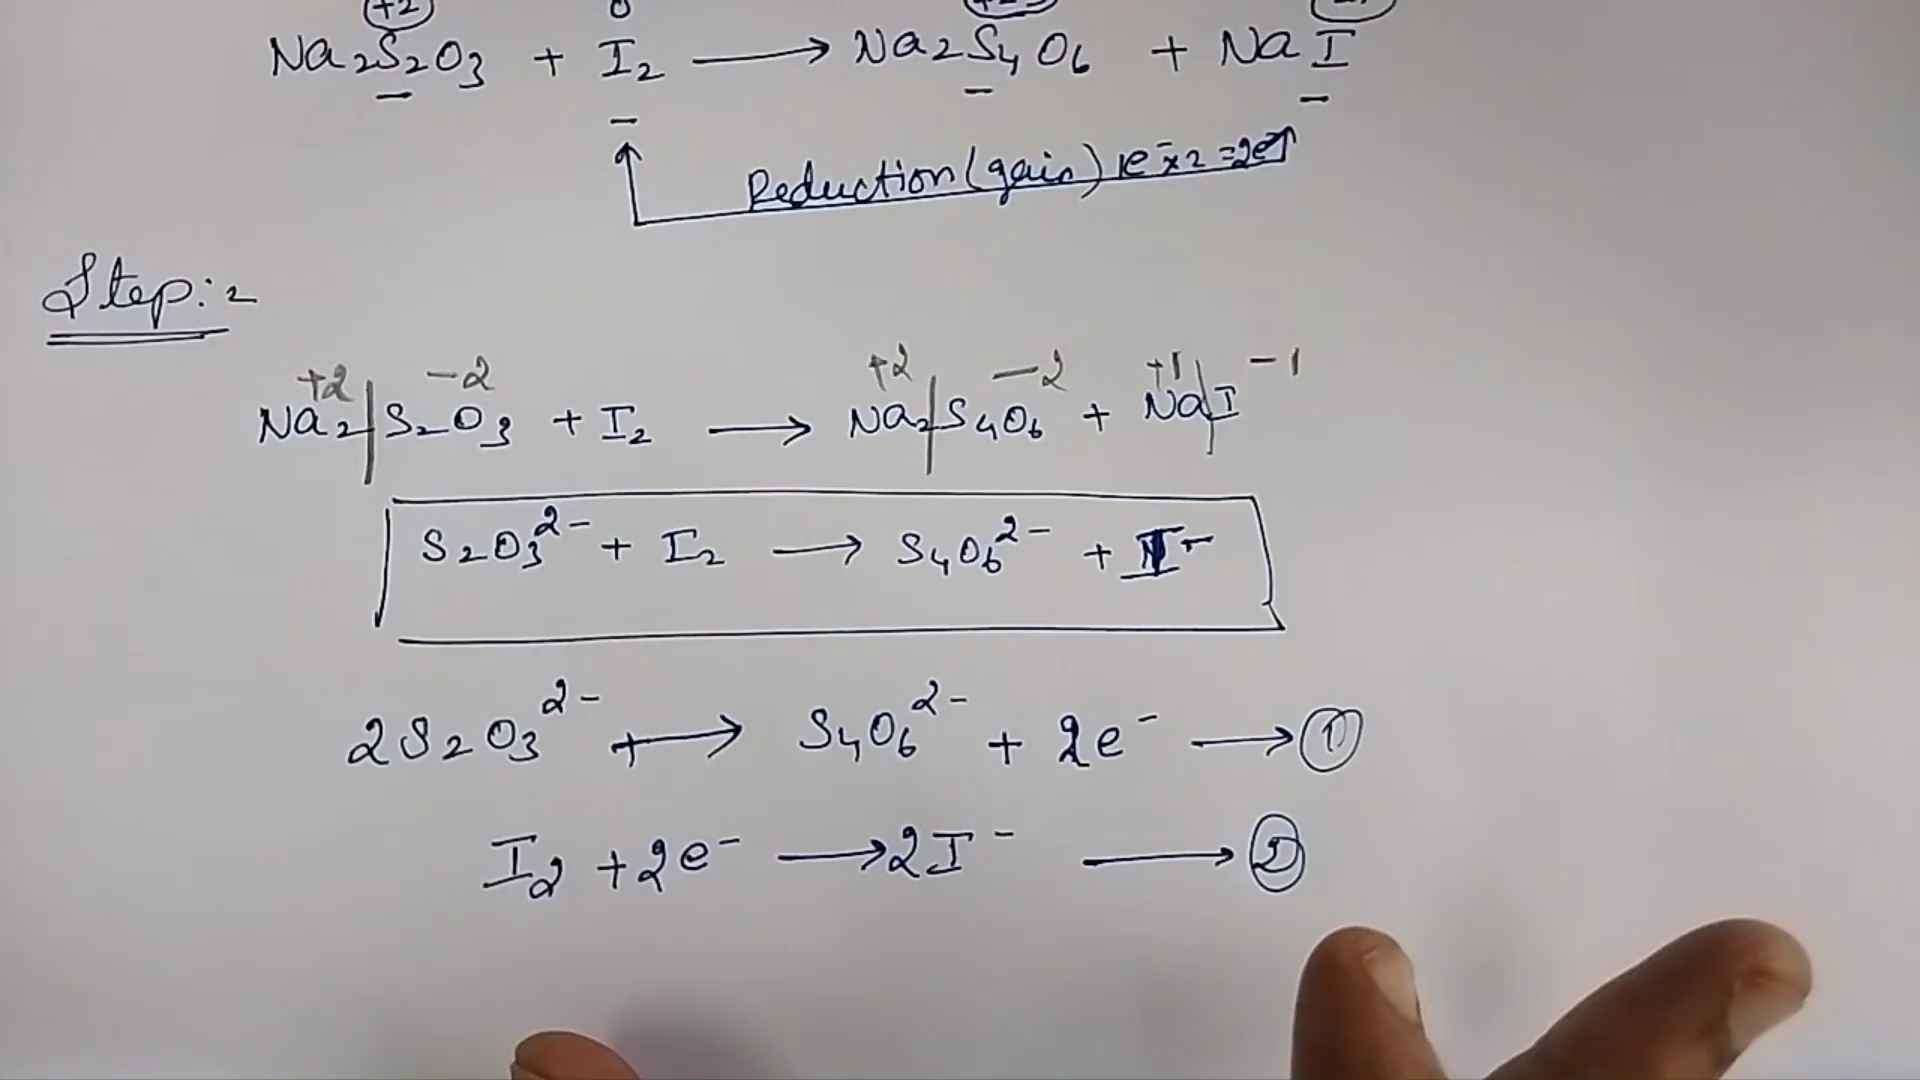 +2 0
Na2S2O3 + I2 ⟶ Na2S4O6 + NaI
Reduction (gain) 1e⁻×2 = 2e⁻
Step:2
+2 −2 +2 −2 +1 −1
Na2|S2O3 + I2 ⟶ Na2|S4O6 + Na|I
S2O3²⁻ + I2 ⟶ S4O6²⁻ + I⁻
2S2O3²⁻ ⟶ S4O6²⁻ + 2e⁻ ⟶ ①
I2 + 2e⁻ ⟶ 2I⁻ ⟶ ②